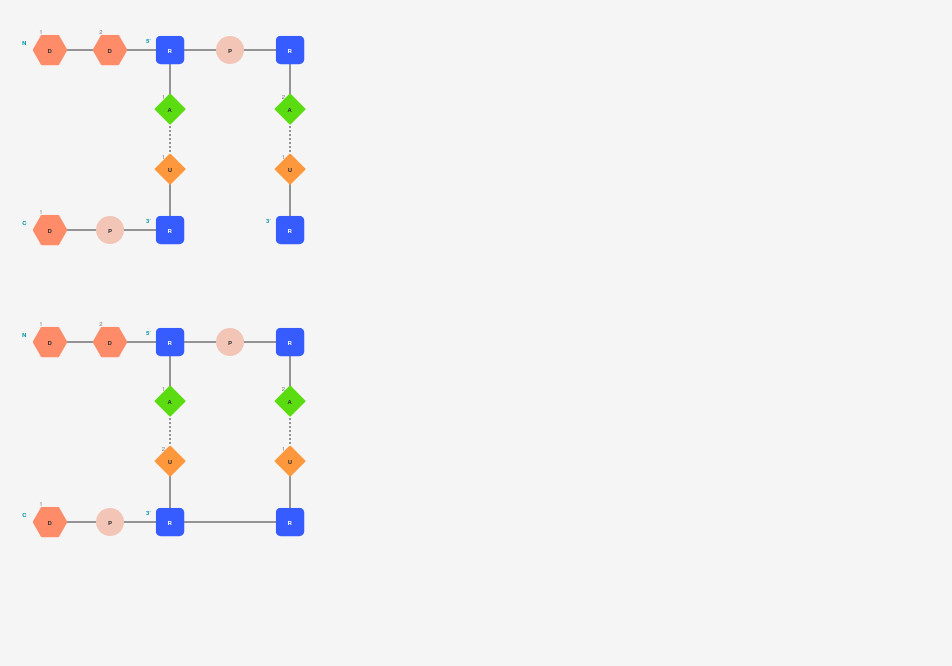 1 2
N D D 5' R P R
1 A 2 A
1 U 1 U
1
C D P 3' R 3' R
1 2
N D D 5' R P R
1 A 2 A
2 U 1 U
1
C D P 3' R R